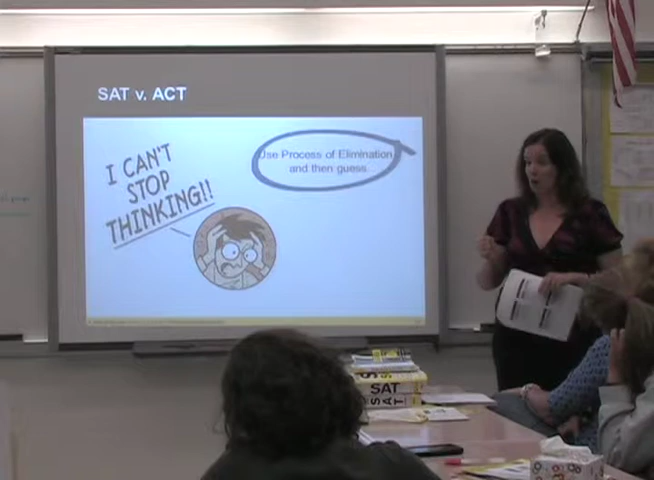 SAT v. ACT
I CAN'T
STOP
THINKING!!
Use Process of Elimination
and then guess.
SAT
SAT